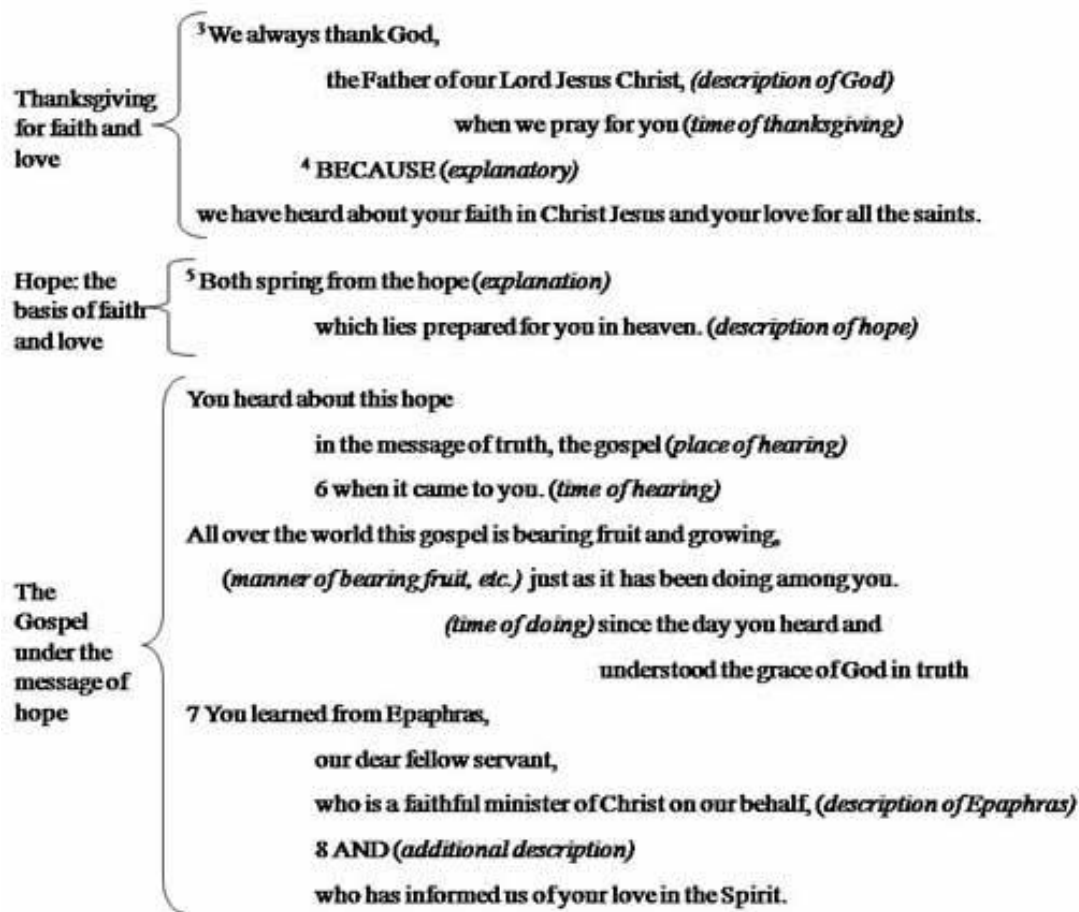 Thanksgiving
for faith and
love
³ We always thank God,
the Father of our Lord Jesus Christ, (description of God)
when we pray for you (time of thanksgiving)
⁴ BECAUSE (explanatory)
we have heard about your faith in Christ Jesus and your love for all the saints.
Hope: the
basis of faith
and love
⁵ Both spring from the hope (explanation)
which lies prepared for you in heaven. (description of hope)
The
Gospel
under the
message of
hope
You heard about this hope
in the message of truth, the gospel (place of hearing)
6 when it came to you. (time of hearing)
All over the world this gospel is bearing fruit and growing,
(manner of bearing fruit, etc.) just as it has been doing among you.
(time of doing) since the day you heard and
understood the grace of God in truth
7 You learned from Epaphras,
our dear fellow servant,
who is a faithful minister of Christ on our behalf, (description of Epaphras)
8 AND (additional description)
who has informed us of your love in the Spirit.